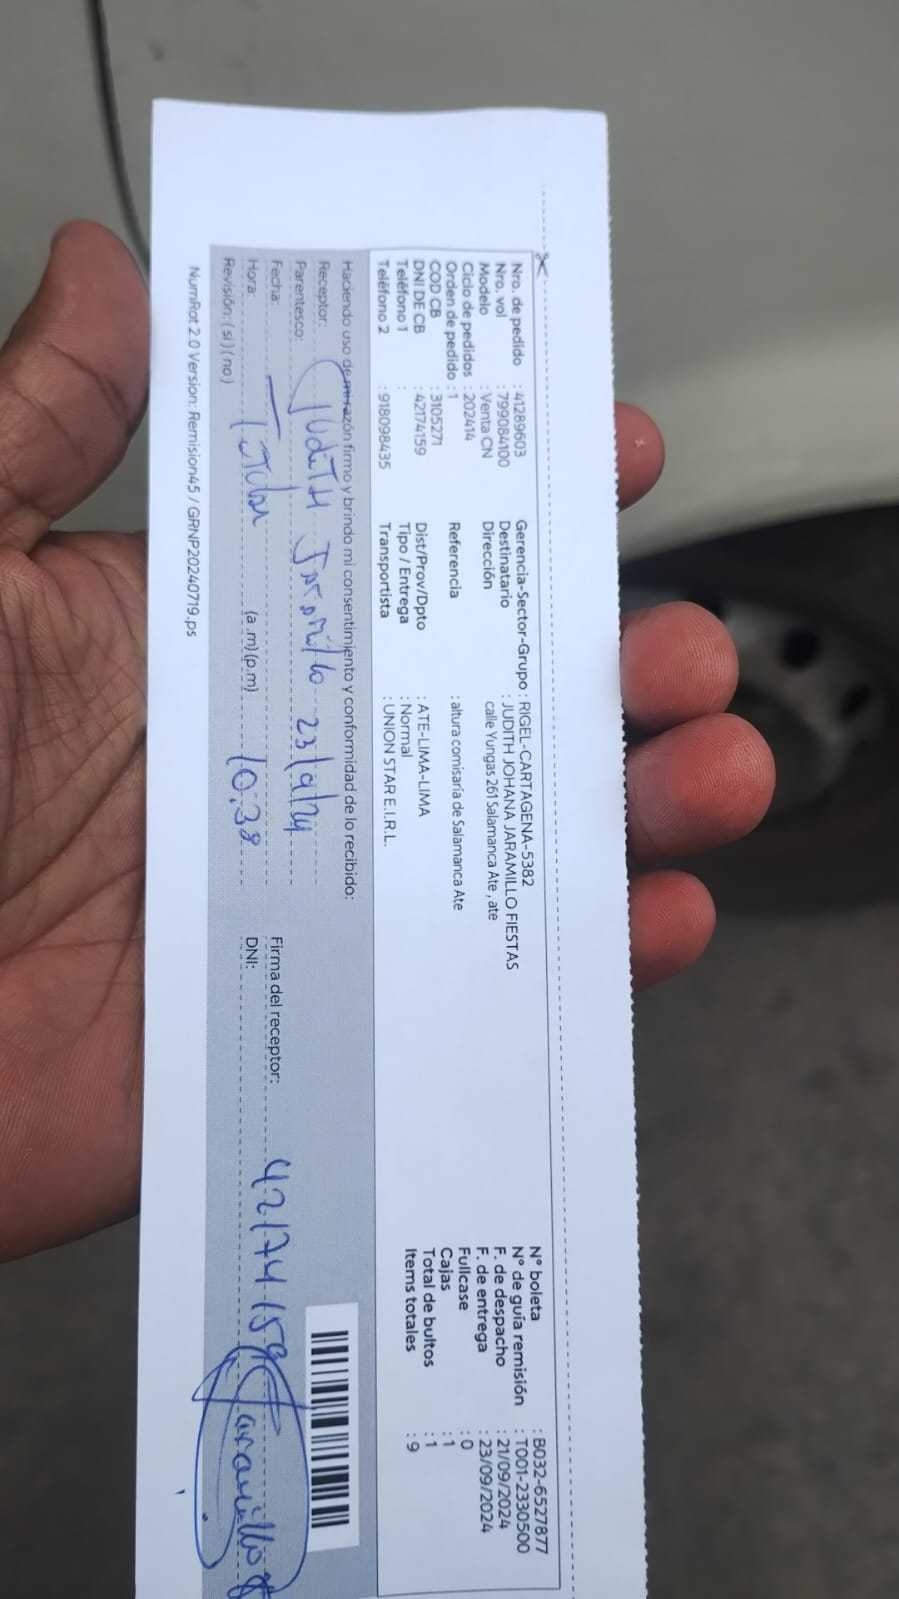 Nro. de pedido : 41289603
Nro. vol : 799084100
Modelo : Venta CN
Ciclo de pedidos : 202414
Orden de pedido : 1
COD CB : 3105271
DNI DE CB : 42174159
Teléfono 1 :
Teléfono 2 : 918098435
Gerencia-Sector-Grupo : RIGEL-CARTAGENA-5382
Destinatario : JUDITH JOHANA JARAMILLO FIESTAS
Dirección : calle Yungas 261 Salamanca Ate , ate
Referencia : altura comisaría de Salamanca Ate
Dist/Prov/Dpto : ATE-LIMA-LIMA
Tipo / Entrega : Normal
Transportista : UNION STAR E.I.R.L.
N° boleta : B032-6527877
N° de guía remisión : T001-2330500
F. de despacho : 21/09/2024
F. de entrega : 23/09/2024
Fullcase : 0
Cajas : 1
Total de bultos : 1
Items totales : 9
Haciendo uso de mi razón firmo y brindo mi consentimiento y conformidad de lo recibido:
Receptor: JUdiTH Jaramillo
Parentesco: Titular
Fecha: 23/9/24
Hora: (a.m)(p.m) 10:38
Revisión: (si) (no)
Firma del receptor: Jaramillo
DNI: 42174159
NumRot 2.0 Version: Remision45 / GRNP20240719.ps